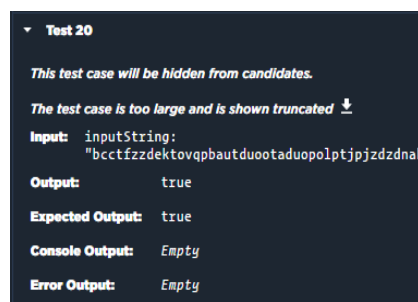 Test 20
This test case will be hidden from candidates.
The test case is too large and is shown truncated
Input: inputString:
"bcctfzzdektovqpbautduootaduopolptjpjzdzdnal
Output: true
Expected Output: true
Console Output: Empty
Error Output: Empty